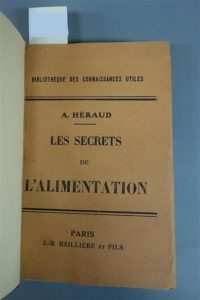 BIBLIOTHÈQUE DES CONNAISSANCES UTILES
A. HÉRAUD
LES SECRETS
DE
L'ALIMENTATION
PARIS
J.-B. BAILLIÈRE ET FILS